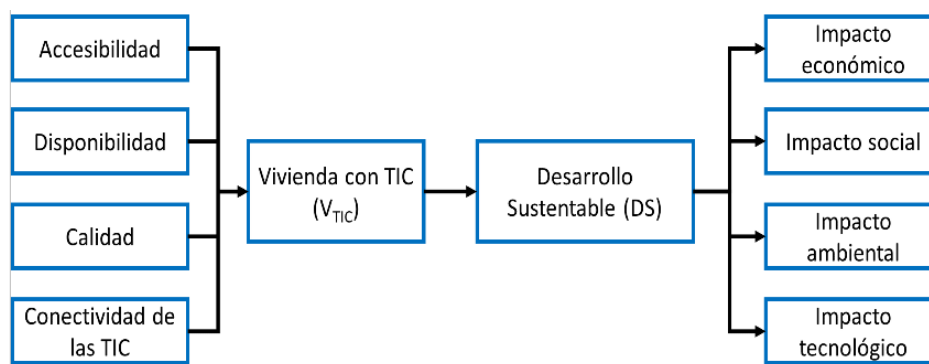 Accesibilidad
Disponibilidad
Calidad
Conectividad de
las TIC
Vivienda con TIC
(VTIC)
Desarrollo
Sustentable (DS)
Impacto
económico
Impacto social
Impacto
ambiental
Impacto
tecnológico